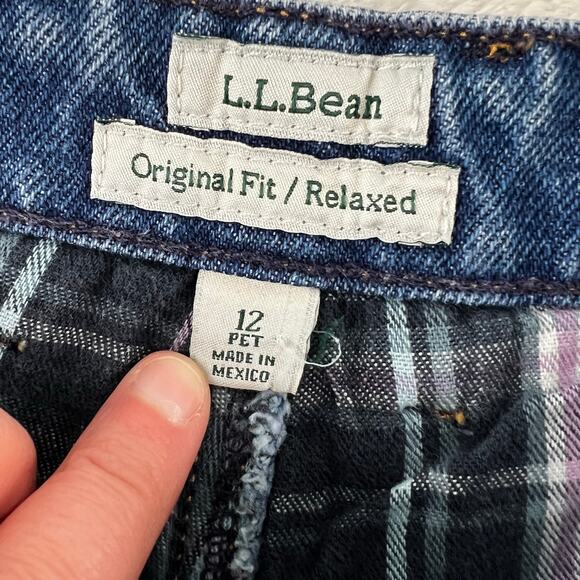 L.L.Bean
Original Fit / Relaxed
12
PET
MADE IN
MEXICO